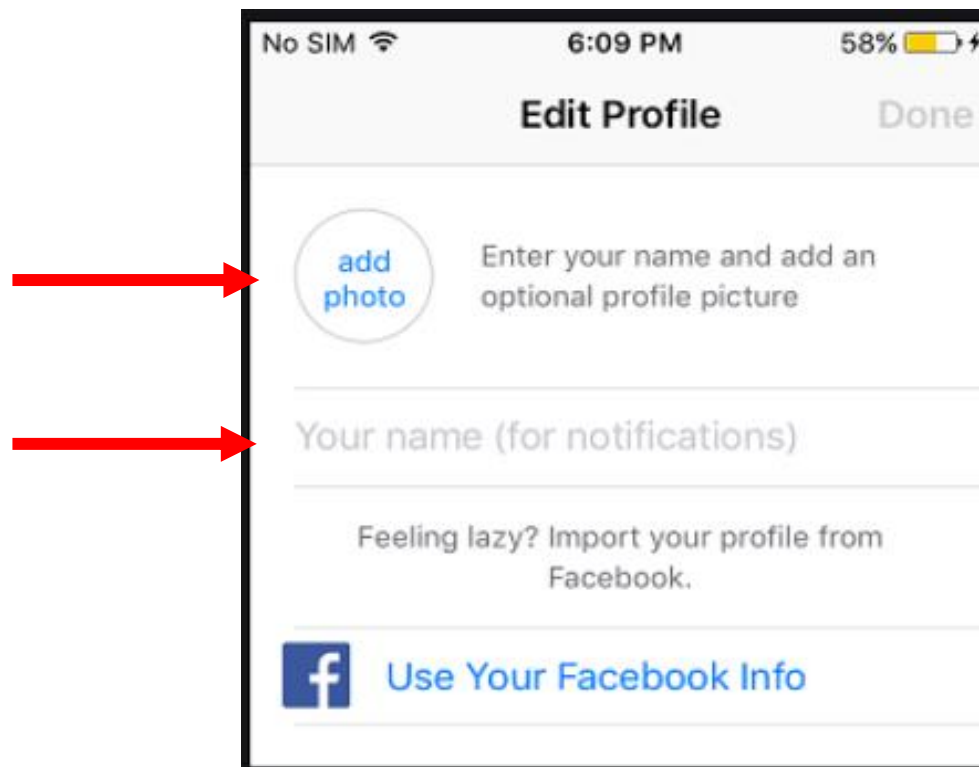 No SIM 6:09 PM 58%
Edit Profile Done
add
photo
Enter your name and add an
optional profile picture
Your name (for notifications)
Feeling lazy? Import your profile from
Facebook.
f Use Your Facebook Info